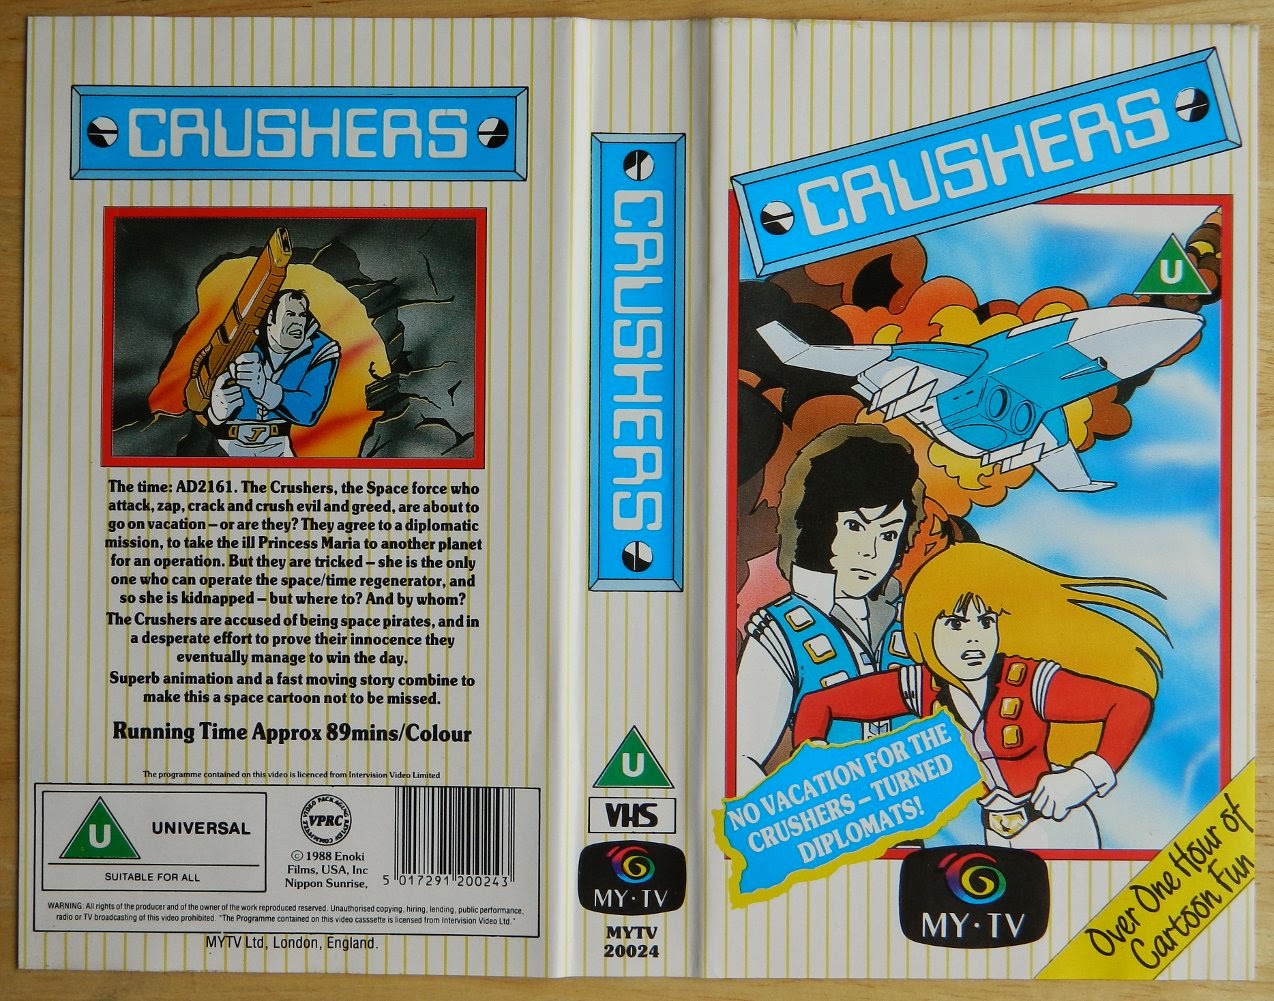 CRUSHERS
The time: AD2161. The Crushers, the Space force who
attack, zap, crack and crush evil and greed, are about to
go on vacation – or are they? They agree to a diplomatic
mission, to take the ill Princess Maria to another planet
for an operation. But they are tricked – she is the only
one who can operate the space/time regenerator, and
so she is kidnapped – but where to? And by whom?
The Crushers are accused of being space pirates, and in
a desperate effort to prove their innocence they
eventually manage to win the day.
Superb animation and a fast moving story combine to
make this a space cartoon not to be missed.
Running Time Approx 89mins/Colour
The programme contained on this video is licenced from Intervision Video Limited
U
UNIVERSAL
SUITABLE FOR ALL
VIDEO PACKAGING REVIEW COMMITTEE
VPRC
© 1988 Enoki
Films, USA, Inc
Nippon Sunrise,
5 017291 200243
WARNING: All rights of the producer and of the owner of the work reproduced reserved. Unauthorised copying, hiring, lending, public performance,
radio or TV broadcasting of this video prohibited. "The Programme contained on this video casssette is licensed from Intervision Video Ltd."
MYTV Ltd, London, England.
J
CRUSHERS
U
VHS
MY·TV
MYTV
20024
CRUSHERS
U
NO VACATION FOR THE
CRUSHERS – TURNED
DIPLOMATS!
MY·TV
Over One Hour of
Cartoon Fun